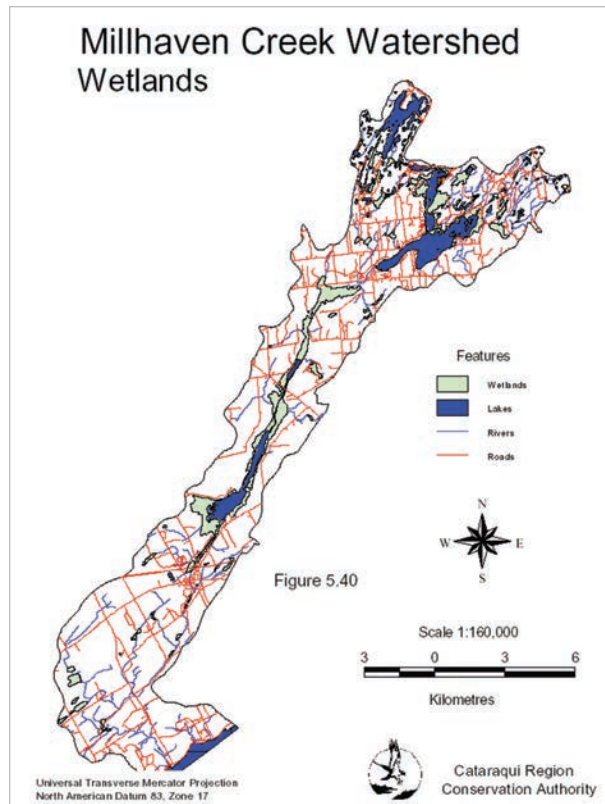 Millhaven Creek Watershed
Wetlands
Features
Wetlands
Lakes
Rivers
Roads
N
W E
S
Figure 5.40
Scale 1:160,000
3 0 3 6
Kilometres
Universal Transverse Mercator Projection
North American Datum 83, Zone 17
Cataraqui Region
Conservation Authority